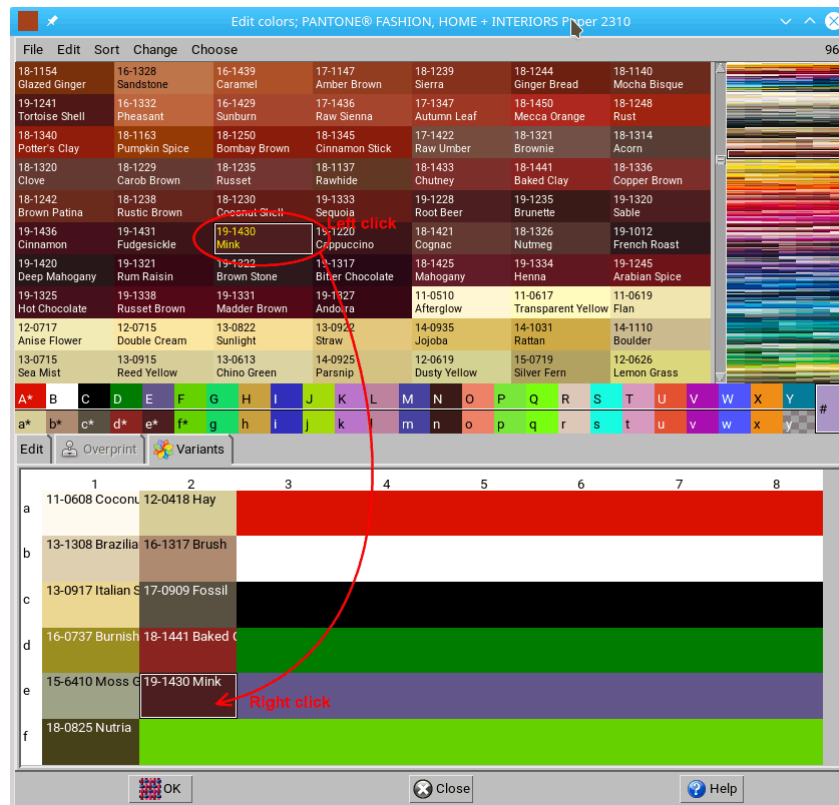 Edit colors; PANTONE® FASHION, HOME + INTERIORS Paper 2310
File Edit Sort Change Choose 96
18-1154 16-1328 16-1439 17-1147 18-1239 18-1244 18-1140
Glazed Ginger Sandstone Caramel Amber Brown Sierra Ginger Bread Mocha Bisque
19-1241 16-1332 16-1429 17-1436 17-1347 18-1450 18-1248
Tortoise Shell Pheasant Sunburn Raw Sienna Autumn Leaf Mecca Orange Rust
18-1340 18-1163 18-1250 18-1345 17-1422 18-1321 18-1314
Potter's Clay Pumpkin Spice Bombay Brown Cinnamon Stick Raw Umber Brownie Acorn
18-1320 18-1229 18-1235 18-1137 18-1433 18-1441 18-1336
Clove Carob Brown Russet Rawhide Chutney Baked Clay Copper Brown
18-1242 18-1238 18-1230 19-1333 19-1228 19-1235 19-1320
Brown Patina Rustic Brown Coconut Shell Sequoia Root Beer Brunette Sable
Left click
19-1436 19-1431 19-1430 19-1220 18-1421 18-1326 19-1012
Cinnamon Fudgesickle Mink Cappuccino Cognac Nutmeg French Roast
19-1420 19-1321 19-1322 19-1317 18-1425 19-1334 19-1245
Deep Mahogany Rum Raisin Brown Stone Bitter Chocolate Mahogany Henna Arabian Spice
19-1325 19-1338 19-1331 19-1327 11-0510 11-0617 11-0619
Hot Chocolate Russet Brown Madder Brown Andorra Afterglow Transparent Yellow Flan
12-0717 12-0715 13-0822 13-0922 14-0935 14-1031 14-1110
Anise Flower Double Cream Sunlight Straw Jojoba Rattan Boulder
13-0715 13-0915 13-0613 14-0925 12-0619 15-0719 12-0626
Sea Mist Reed Yellow Chino Green Parsnip Dusty Yellow Silver Fern Lemon Grass
A* B C D E F G H I J K L M N O P Q R S T U V W X Y #
a* b* c* d* e* f* g h i j k l m n o p q r s t u v w x y
Edit Overprint Variants
1 2 3 4 5 6 7 8
a 11-0608 Coconu 12-0418 Hay
b 13-1308 Brazilia 16-1317 Brush
c 13-0917 Italian S 17-0909 Fossil
d 16-0737 Burnish 18-1441 Baked C
e 15-6410 Moss G 19-1430 Mink
Right click
f 18-0825 Nutria
OK Close Help